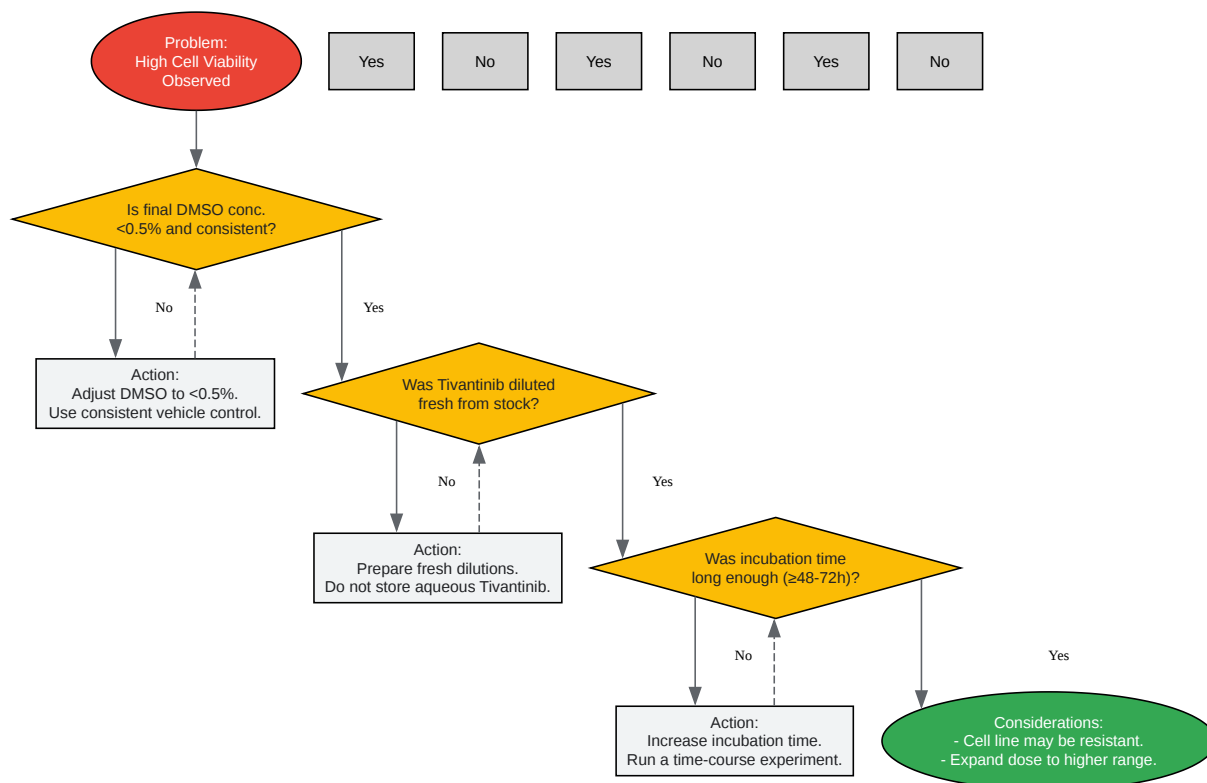 Problem:
High Cell Viability
Observed
Yes
No
Yes
No
Yes
No
Is final DMSO conc.
<0.5% and consistent?
No
Yes
Action:
Adjust DMSO to <0.5%.
Use consistent vehicle control.
Was Tivantinib diluted
fresh from stock?
No
Yes
Action:
Prepare fresh dilutions.
Do not store aqueous Tivantinib.
Was incubation time
long enough (≥48-72h)?
No
Yes
Action:
Increase incubation time.
Run a time-course experiment.
Considerations:
- Cell line may be resistant.
- Expand dose to higher range.